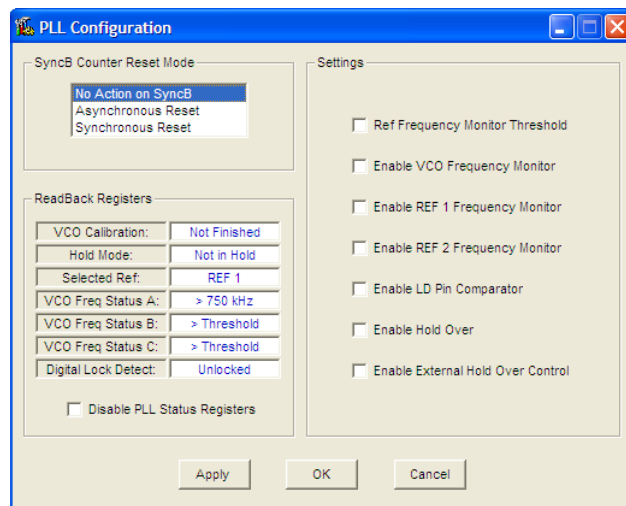 PLL Configuration
SyncB Counter Reset Mode
No Action on SyncB
Asynchronous Reset
Synchronous Reset
ReadBack Registers
VCO Calibration: Not Finished
Hold Mode: Not in Hold
Selected Ref: REF 1
VCO Freq Status A: > 750 kHz
VCO Freq Status B: > Threshold
VCO Freq Status C: > Threshold
Digital Lock Detect: Unlocked
Disable PLL Status Registers
Settings
Ref Frequency Monitor Threshold
Enable VCO Frequency Monitor
Enable REF 1 Frequency Monitor
Enable REF 2 Frequency Monitor
Enable LD Pin Comparator
Enable Hold Over
Enable External Hold Over Control
Apply OK Cancel